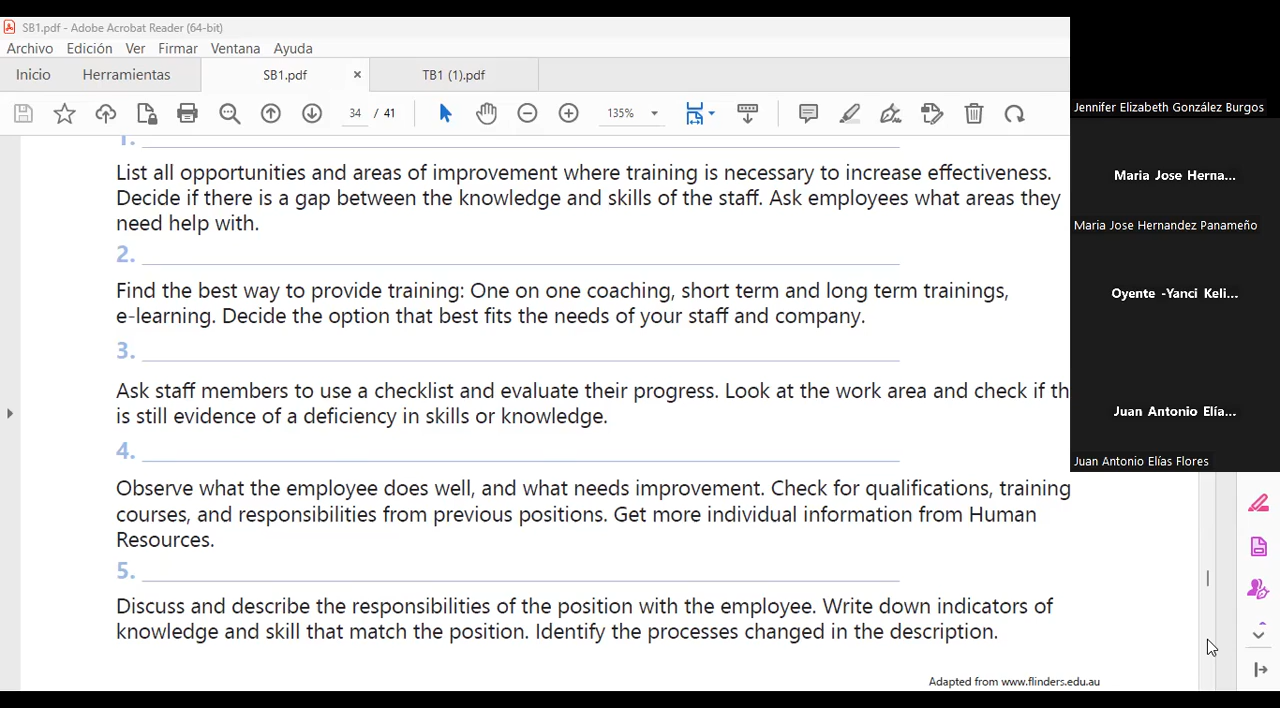 SB1.pdf - Adobe Acrobat Reader (64-bit)
Archivo Edición Ver Firmar Ventana Ayuda
Inicio Herramientas SB1.pdf × TB1 (1).pdf
34 / 41 135%
1.
List all opportunities and areas of improvement where training is necessary to increase effectiveness.
Decide if there is a gap between the knowledge and skills of the staff. Ask employees what areas they
need help with.
2.
Find the best way to provide training: One on one coaching, short term and long term trainings,
e-learning. Decide the option that best fits the needs of your staff and company.
3.
Ask staff members to use a checklist and evaluate their progress. Look at the work area and check if th
is still evidence of a deficiency in skills or knowledge.
4.
Observe what the employee does well, and what needs improvement. Check for qualifications, training
courses, and responsibilities from previous positions. Get more individual information from Human
Resources.
5.
Discuss and describe the responsibilities of the position with the employee. Write down indicators of
knowledge and skill that match the position. Identify the processes changed in the description.
Adapted from www.flinders.edu.au
Jennifer Elizabeth González Burgos
Maria Jose Herna...
Maria Jose Hernandez Panameño
Oyente -Yanci Keli...
Juan Antonio Elía...
Juan Antonio Elías Flores